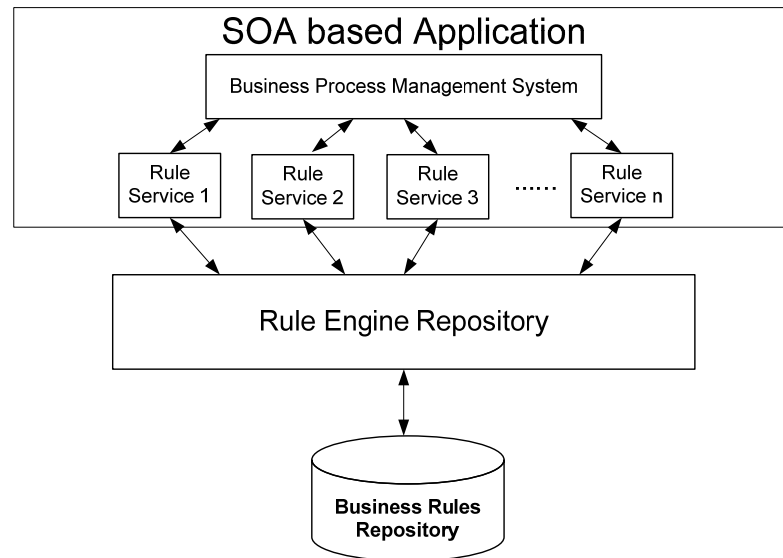 SOA based Application
Business Process Management System
Rule
Service 1
Rule
Service 2
Rule
Service 3
......
Rule
Service n
Rule Engine Repository
Business Rules
Repository